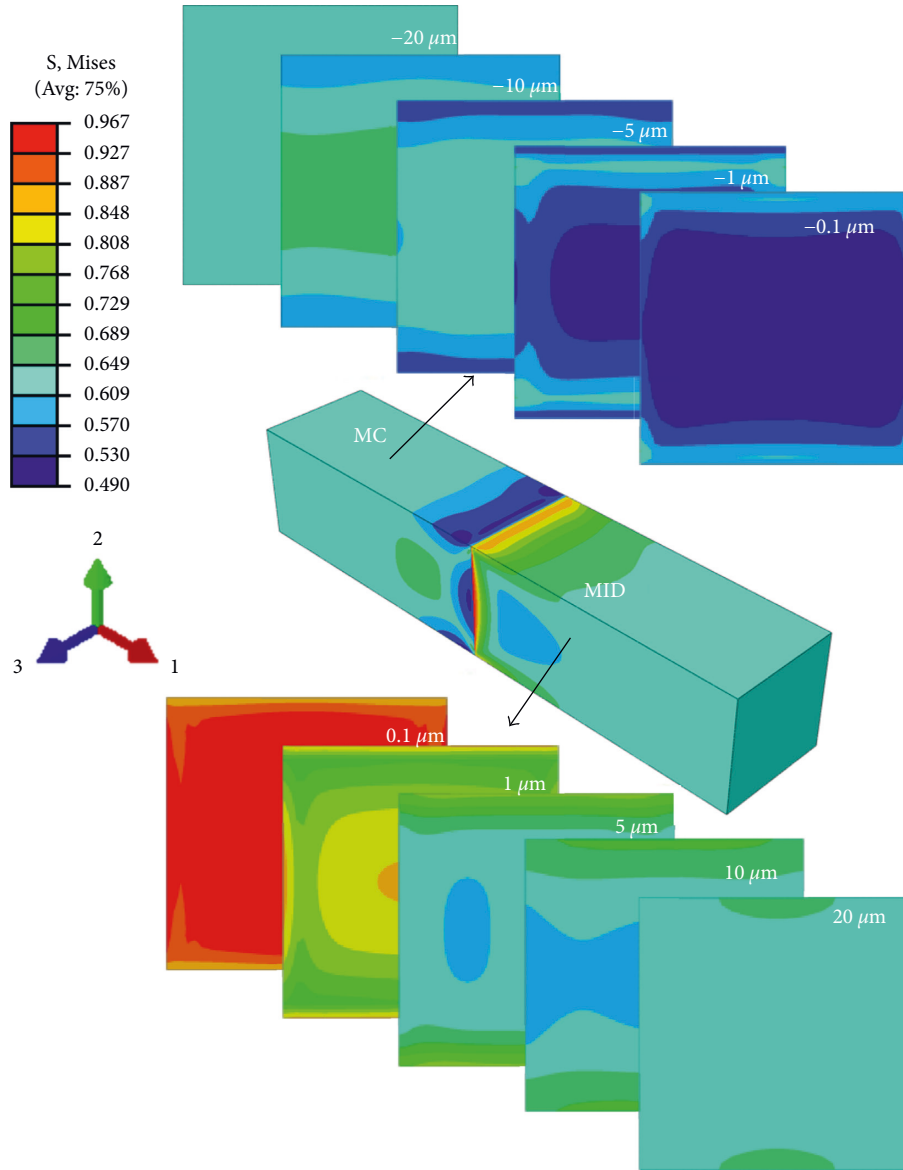 S, Mises
(Avg: 75%)
0.967
0.927
0.887
0.848
0.808
0.768
0.729
0.689
0.649
0.609
0.570
0.530
0.490
−20 µm
−10 µm
−5 µm
−1 µm
−0.1 µm
MC
MID
2
3
1
0.1 µm
1 µm
5 µm
10 µm
20 µm